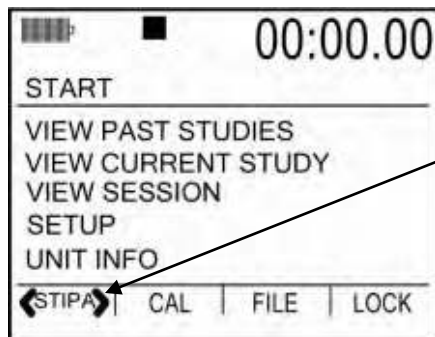 00:00.00
START
VIEW PAST STUDIES
VIEW CURRENT STUDY
VIEW SESSION
SETUP
UNIT INFO
STIPA | CAL | FILE | LOCK